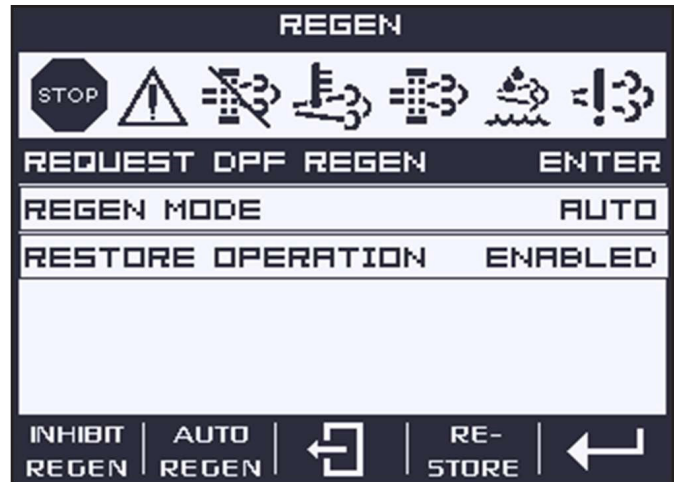 REGEN
STOP
REQUEST DPF REGEN ENTER
REGEN MODE AUTO
RESTORE OPERATION ENABLED
INHIBIT AUTO RE-
REGEN REGEN STORE